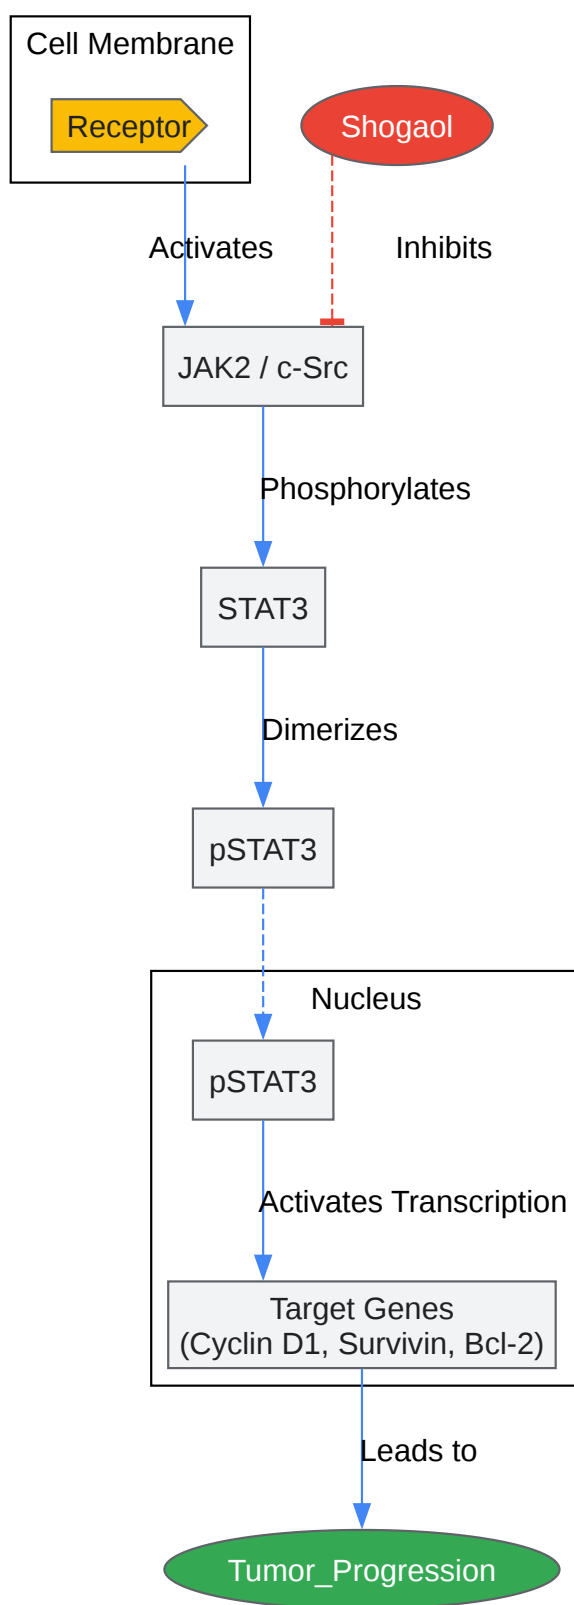 Cell Membrane
Receptor
Shogaol
Activates
Inhibits
JAK2 / c-Src
Phosphorylates
STAT3
Dimerizes
pSTAT3
Nucleus
pSTAT3
Activates Transcription
Target Genes
(Cyclin D1, Survivin, Bcl-2)
Leads to
Tumor_Progression